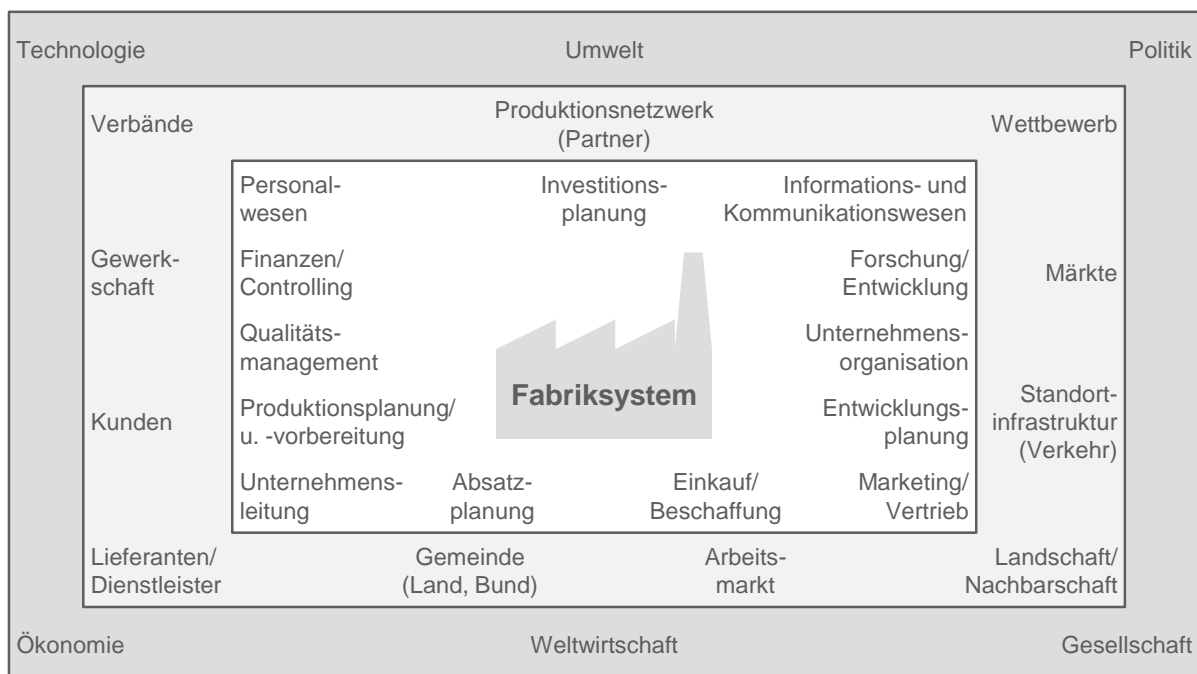 Technologie
Umwelt
Politik
Verbände
Produktionsnetzwerk
(Partner)
Wettbewerb
Personal-
wesen
Investitions-
planung
Informations- und
Kommunikationswesen
Gewerk-
schaft
Finanzen/
Controlling
Forschung/
Entwicklung
Märkte
Qualitäts-
management
Unternehmens-
organisation
Fabriksystem
Kunden
Produktionsplanung/
u. -vorbereitung
Entwicklungs-
planung
Standort-
infrastruktur
(Verkehr)
Unternehmens-
leitung
Absatz-
planung
Einkauf/
Beschaffung
Marketing/
Vertrieb
Lieferanten/
Dienstleister
Gemeinde
(Land, Bund)
Arbeits-
markt
Landschaft/
Nachbarschaft
Ökonomie
Weltwirtschaft
Gesellschaft